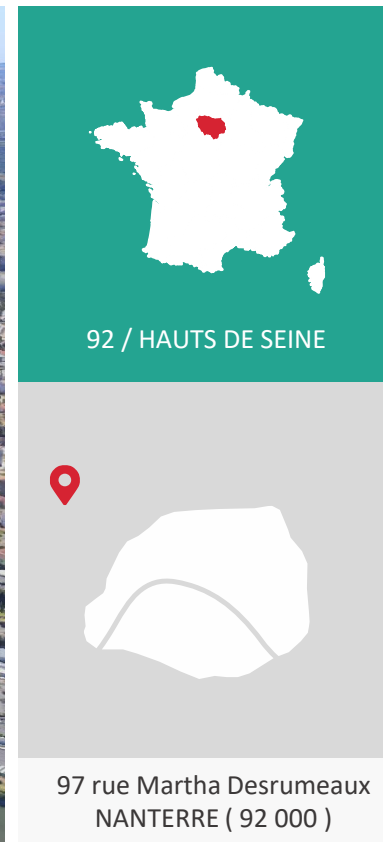 92 / HAUTS DE SEINE
97 rue Martha Desrumeaux
NANTERRE ( 92 000 )